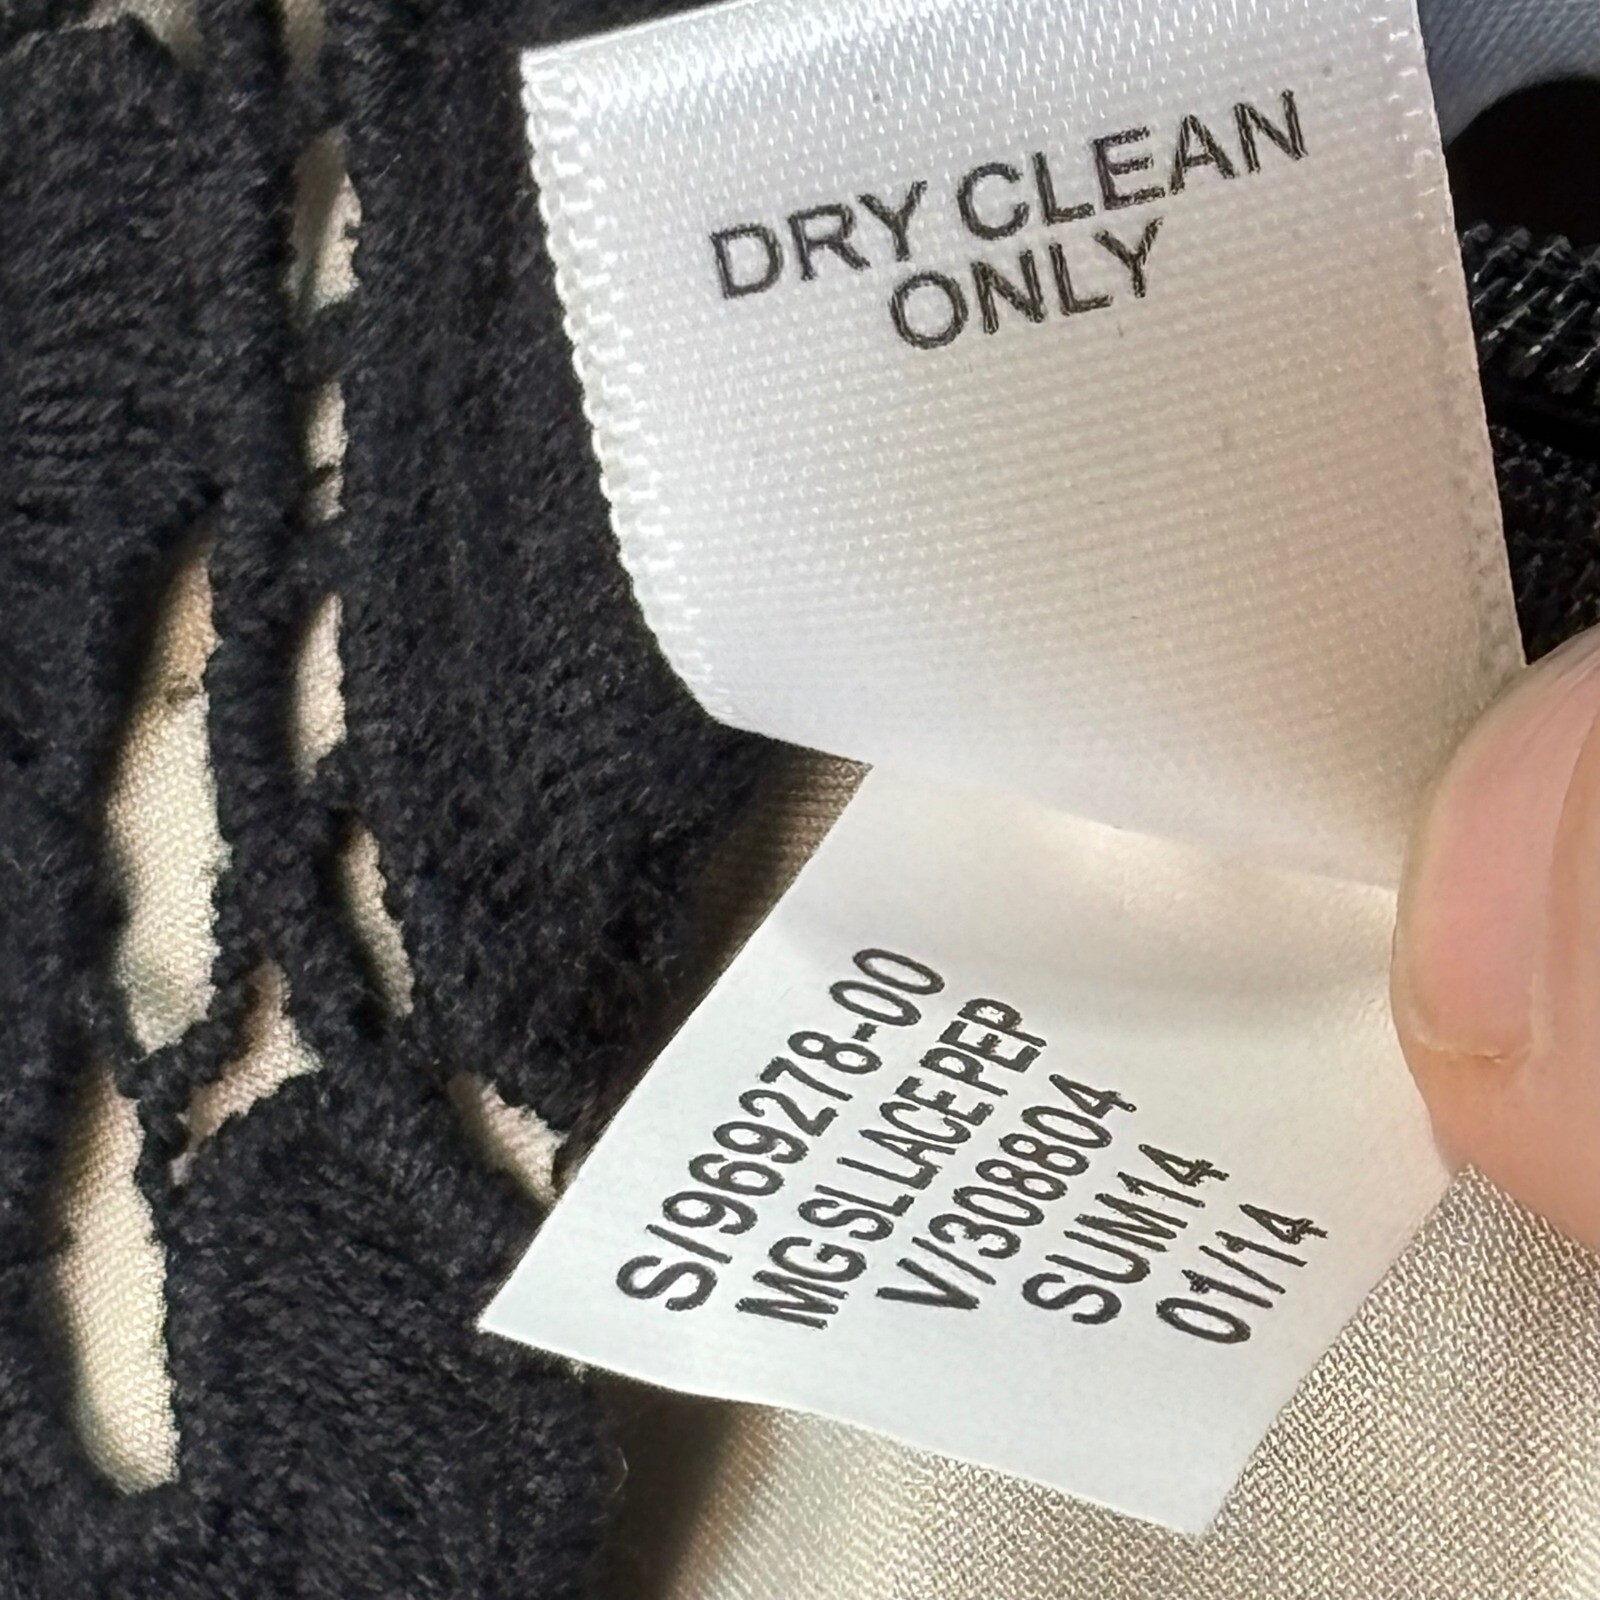 DRY CLEAN
ONLY
S/969278-00
MG SL LACE PEP
V/308804
SUM14
01/14